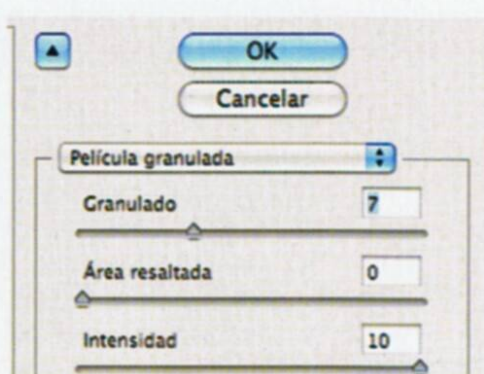 OK
Cancelar
Película granulada
Granulado 7
Área resaltada 0
Intensidad 10